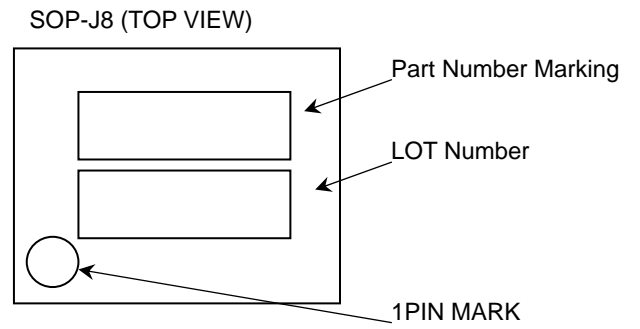 SOP-J8 (TOP VIEW)
Part Number Marking
LOT Number
1PIN MARK